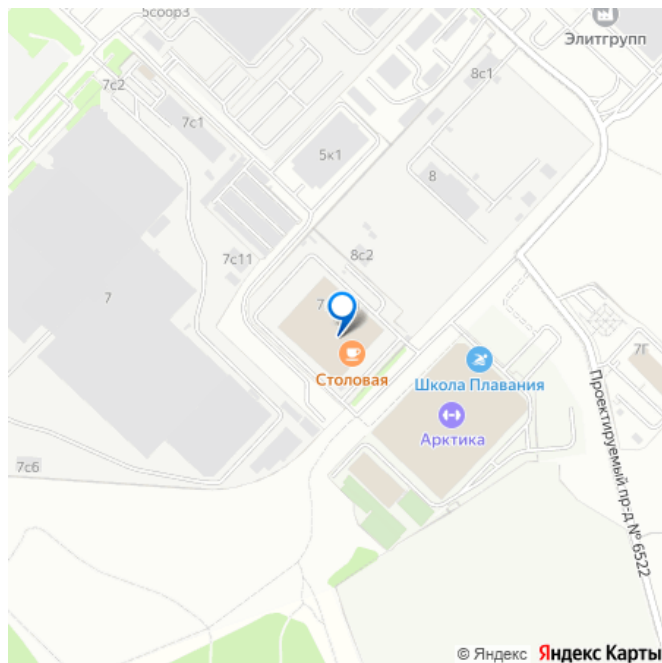 5соор3
Элитгрупп
7с2
8с1
7с1
5к1
8
8с2
7с11
7
7
7Г
Столовая
Школа Плавания
Арктика
7с6
Проектируемый пр-д № 6522
© Яндекс Яндекс Карты